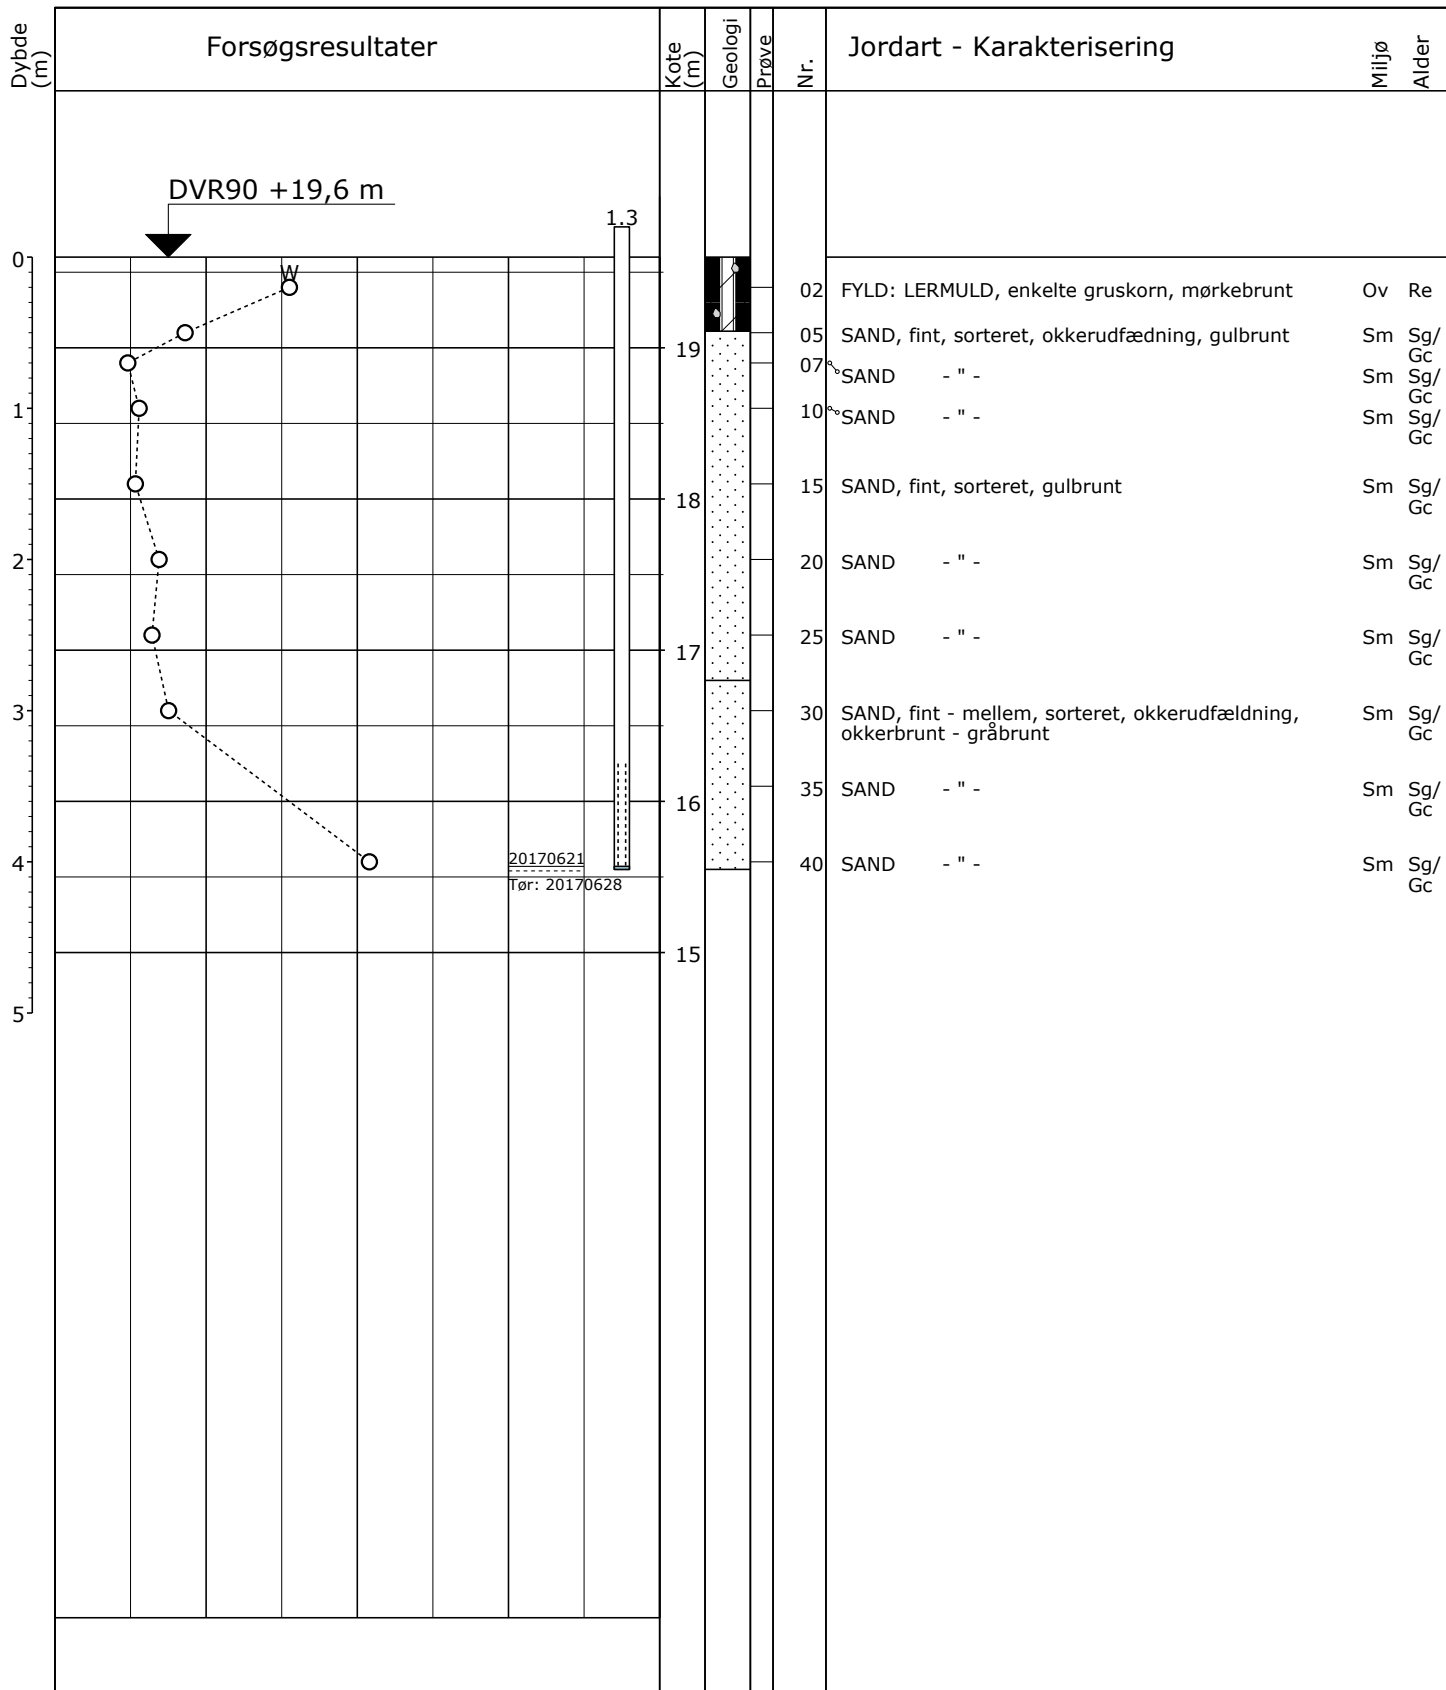 Dybde
(m)
Forsøgsresultater
Kote
(m)
Geologi
Prøve
Nr.
Jordart - Karakterisering
Miljø
Alder
DVR90 +19,6 m
1.3
0
W
02 FYLD: LERMULD, enkelte gruskorn, mørkebrunt Ov Re
05 SAND, fint, sorteret, okkerudfædning, gulbrunt Sm Sg/
Gc
19
07 SAND - " - Sm Sg/
Gc
1
10 SAND - " - Sm Sg/
Gc
15 SAND, fint, sorteret, gulbrunt Sm Sg/
Gc
18
2
20 SAND - " - Sm Sg/
Gc
25 SAND - " - Sm Sg/
Gc
17
3
30 SAND, fint - mellem, sorteret, okkerudfældning, Sm Sg/
okkerbrunt - gråbrunt Gc
35 SAND - " - Sm Sg/
Gc
16
4
20170621
40 SAND - " - Sm Sg/
Gc
Tør: 20170628
15
5